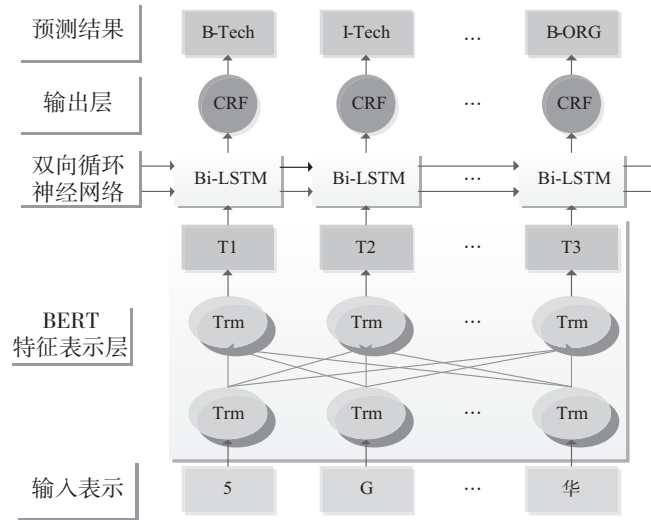 预测结果 B-Tech I-Tech ... B-ORG
输出层 CRF CRF ... CRF
双向循环
神经网络 Bi-LSTM Bi-LSTM ... Bi-LSTM
T1 T2 ... T3
BERT
特征表示层 Trm Trm ... Trm
Trm Trm ... Trm
输入表示 5 G ... 华